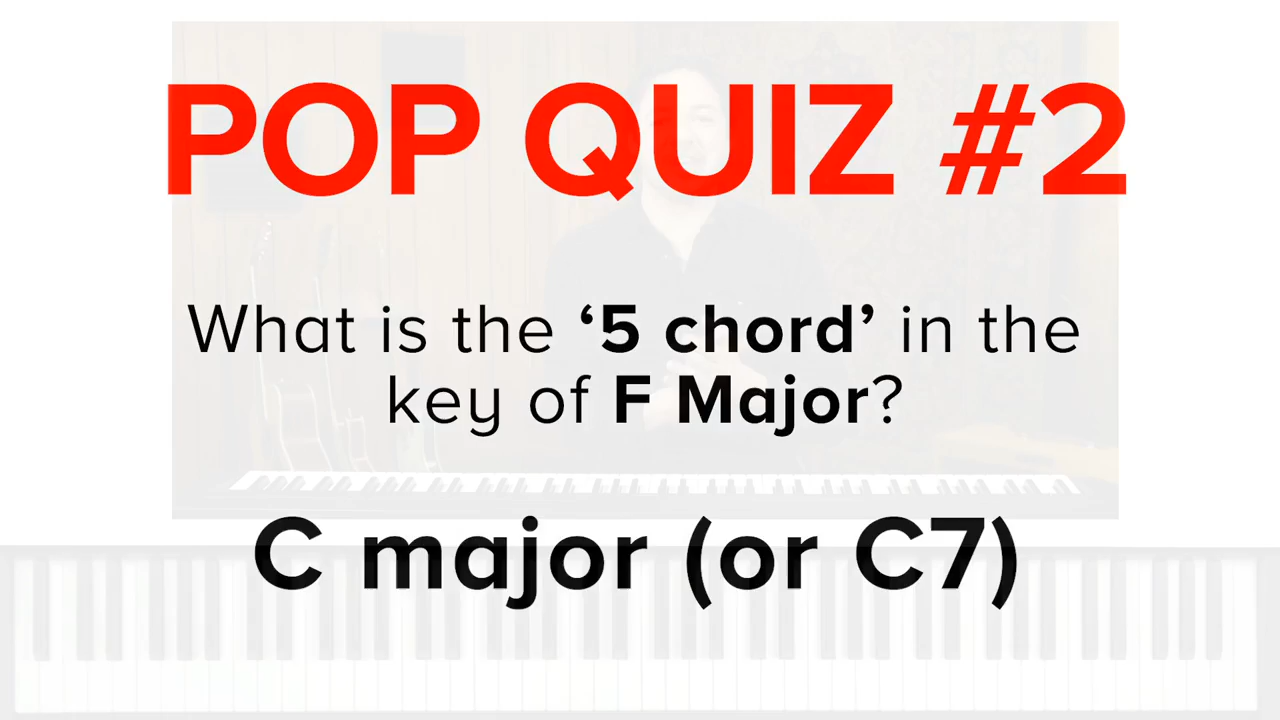 POP QUIZ #2
What is the ‘5 chord’ in the
key of F Major?
C major (or C7)